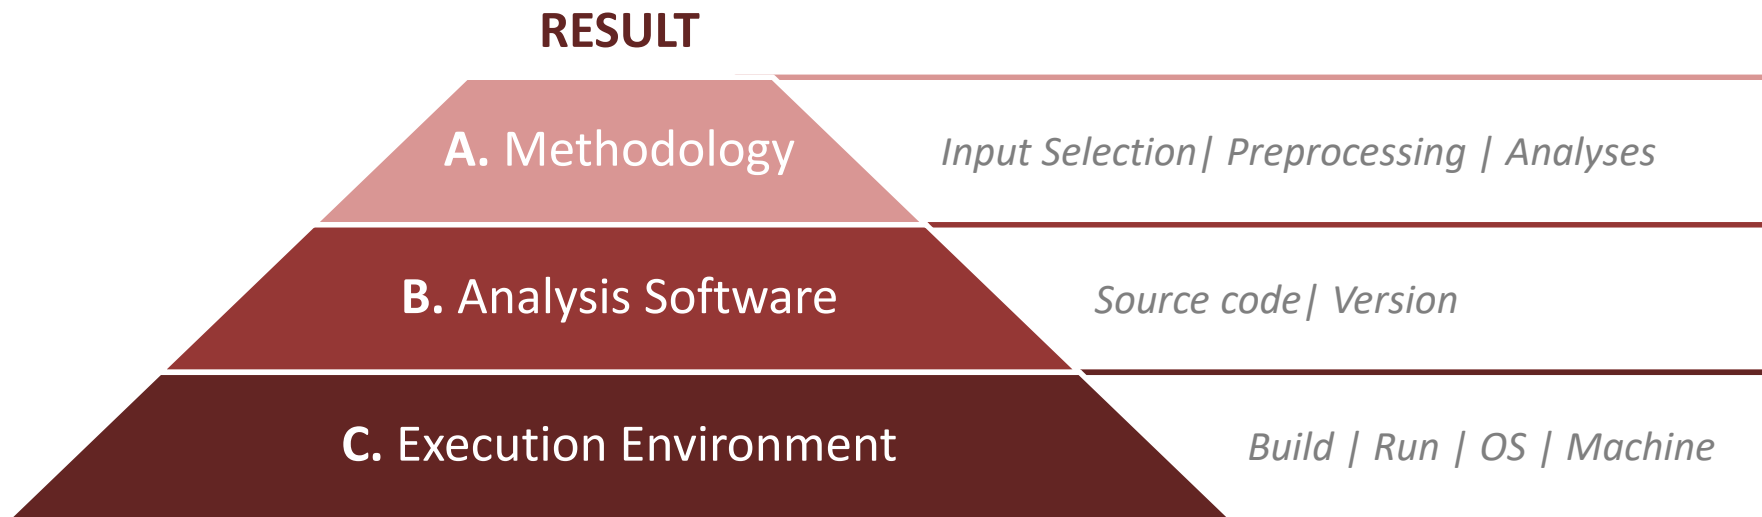 RESULT
A. Methodology
Input Selection| Preprocessing | Analyses
B. Analysis Software
Source code| Version
C. Execution Environment
Build | Run | OS | Machine